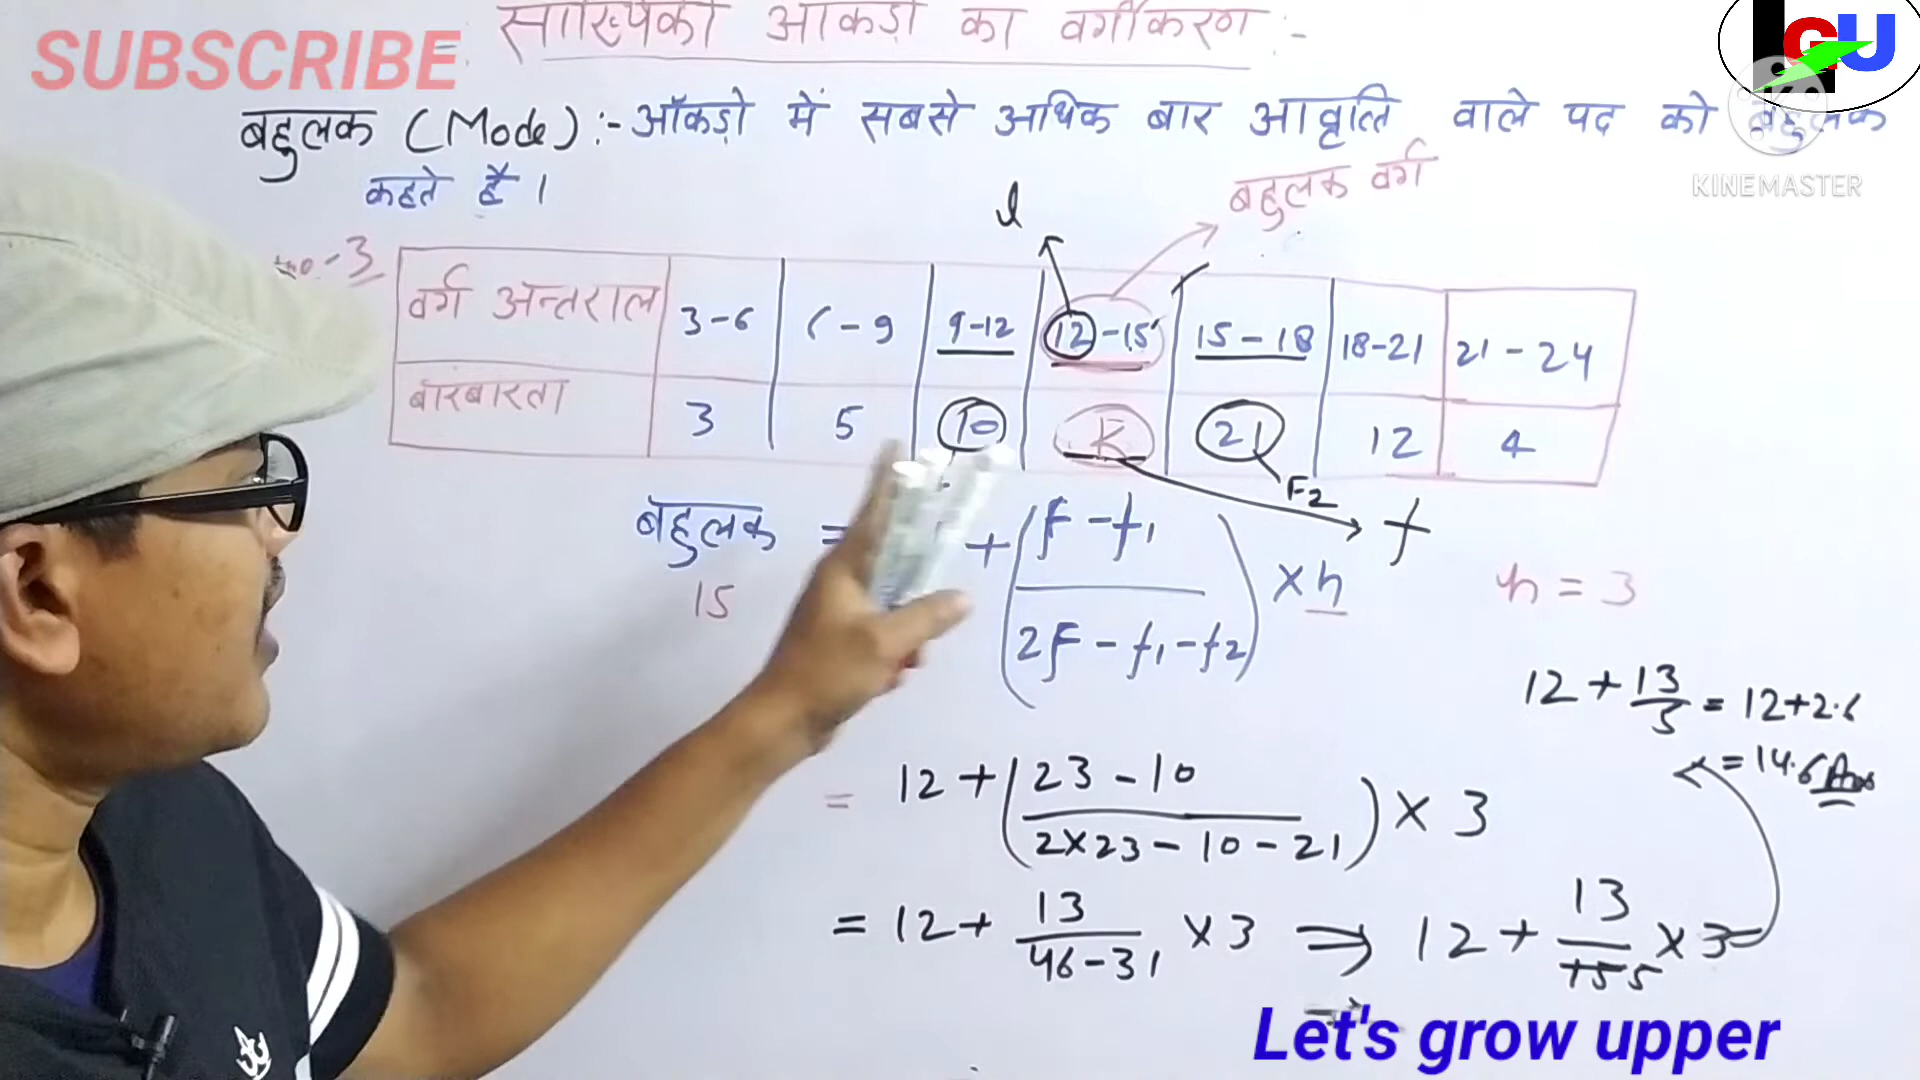 SUBSCRIBE
सांख्यिकी आंकड़ो का वर्गीकरण :-
GU
बहुलक (Mode) :- आँकड़ो में सबसे अधिक बार आवृत्ति वाले पद को बहुलक
कहते है ।
KINEMASTER
l
बहुलक वर्ग
-3
वर्ग अन्तराल 3-6 6-9 9-12 12-15 15-18 18-21 21-24
बारंबारता 3 5 10 K 21 12 4
F2
f
बहुलक = + (F-f1 / 2F-f1-f2) × h
15
h = 3
12 + 13/5 = 12+2.6
= 14.6 Ans
= 12 + (23-10 / 2×23-10-21) × 3
= 12 + 13/46-31 × 3 ⇒ 12 + 13/15 5 × 3
Let's grow upper